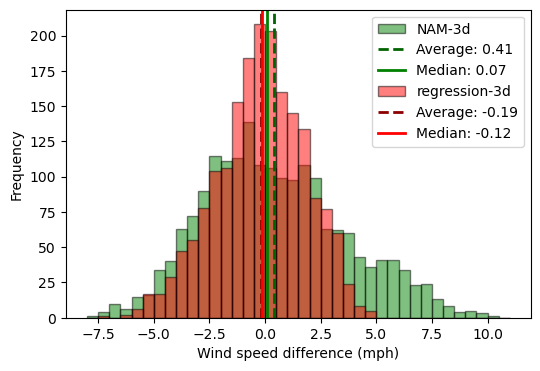 NAM-3d
Average: 0.41
Median: 0.07
regression-3d
Average: -0.19
Median: -0.12
Frequency
200
175
150
125
100
75
50
25
0
−7.5 −5.0 −2.5 0.0 2.5 5.0 7.5 10.0
Wind speed difference (mph)